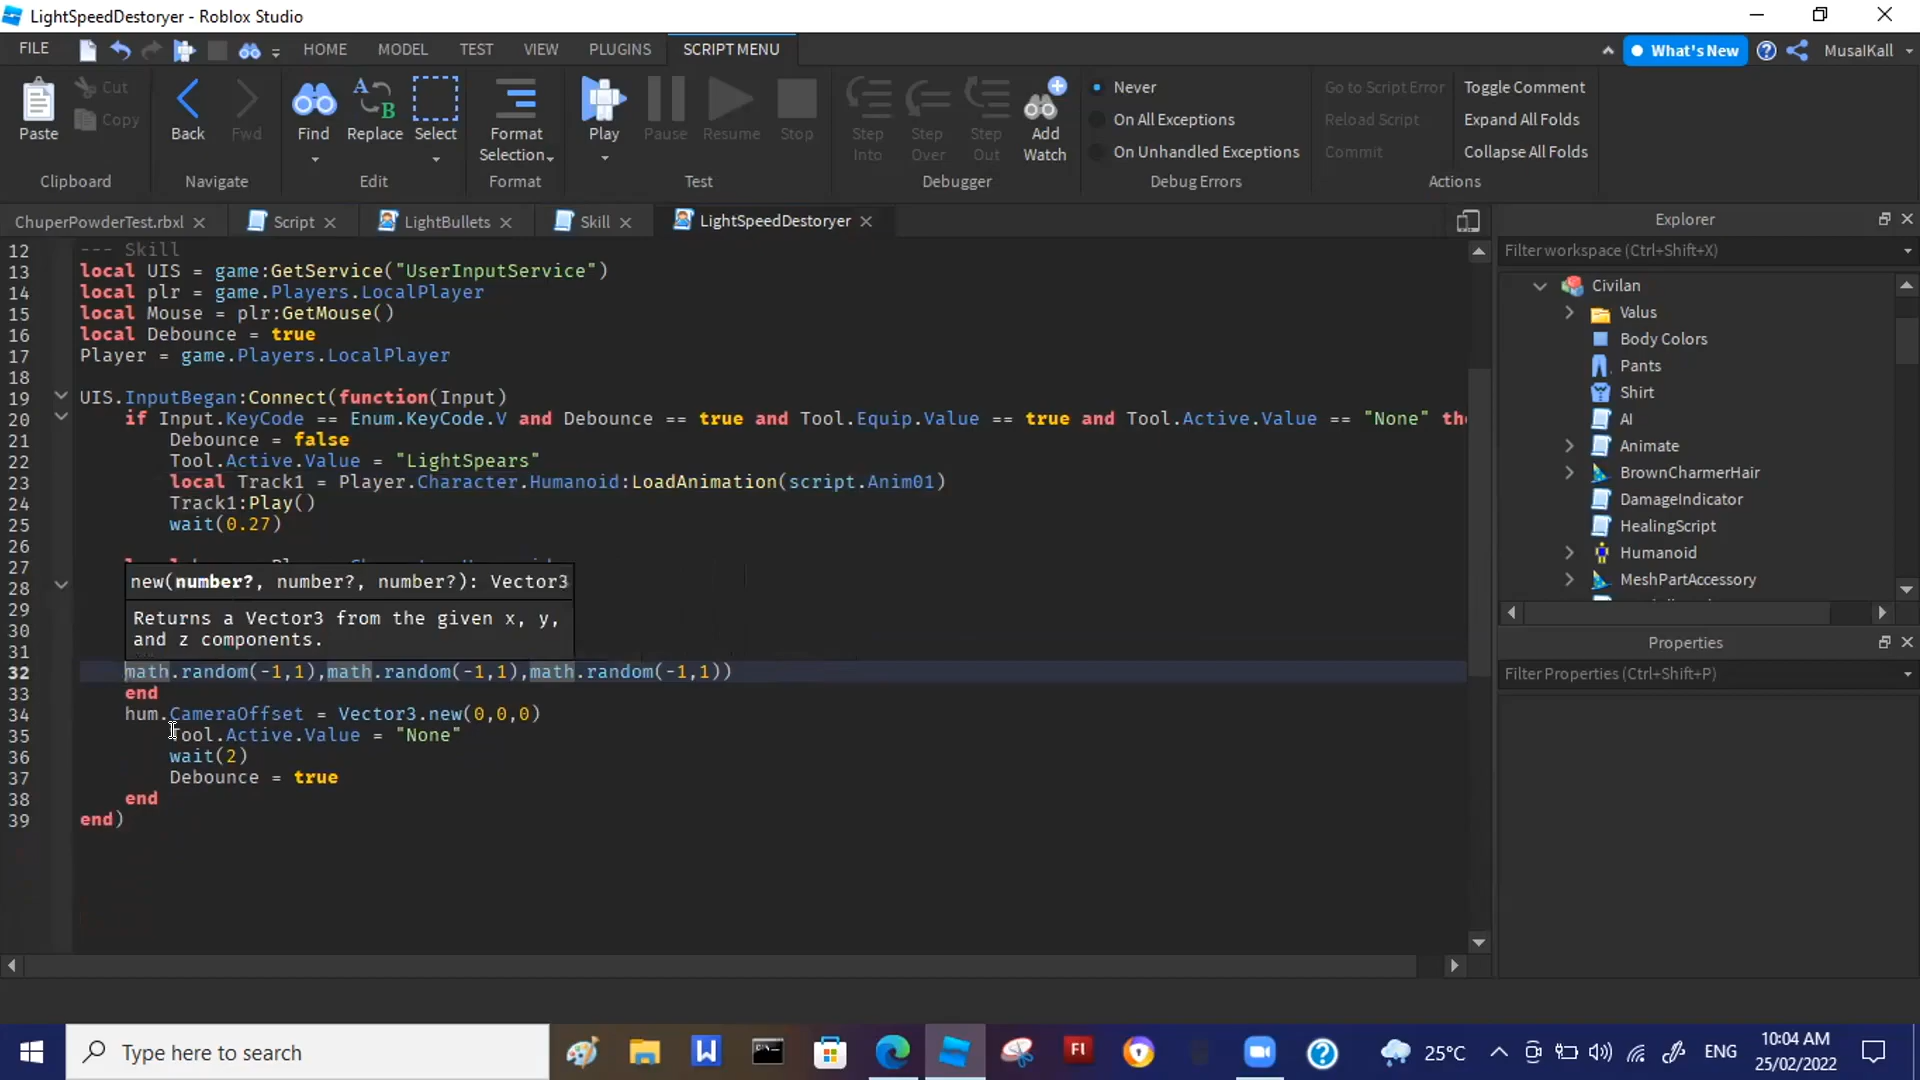 LightSpeedDestoryer - Roblox Studio
FILE HOME MODEL TEST VIEW PLUGINS SCRIPT MENU What's New MusaIKall
Paste Cut Copy
Back Fwd
Find Replace Select
Format Selection
Play Pause Resume Stop
Step Into Step Over Step Out Add Watch
Never
On All Exceptions
On Unhandled Exceptions
Go to Script Error
Reload Script
Commit
Toggle Comment
Expand All Folds
Collapse All Folds
Clipboard Navigate Edit Format Test Debugger Debug Errors Actions
ChuperPowderTest.rbxl Script LightBullets Skill LightSpeedDestoryer
12 --- Skill
13 local UIS = game:GetService("UserInputService")
14 local plr = game.Players.LocalPlayer
15 local Mouse = plr:GetMouse()
16 local Debounce = true
17 Player = game.Players.LocalPlayer
18
19 UIS.InputBegan:Connect(function(Input)
20 if Input.KeyCode == Enum.KeyCode.V and Debounce == true and Tool.Equip.Value == true and Tool.Active.Value == "None" the
21 Debounce = false
22 Tool.Active.Value = "LightSpears"
23 local Track1 = Player.Character.Humanoid:LoadAnimation(script.Anim01)
24 Track1:Play()
25 wait(0.27)
26
27
28
29
30
31
new(number?, number?, number?): Vector3
Returns a Vector3 from the given x, y,
and z components.
32 math.random(-1,1),math.random(-1,1),math.random(-1,1))
33 end
34 hum.CameraOffset = Vector3.new(0,0,0)
35 Tool.Active.Value = "None"
36 wait(2)
37 Debounce = true
38 end
39 end)
Explorer
Filter workspace (Ctrl+Shift+X)
Civilan
Valus
Body Colors
Pants
Shirt
AI
Animate
BrownCharmerHair
DamageIndicator
HealingScript
Humanoid
MeshPartAccessory
Properties
Filter Properties (Ctrl+Shift+P)
Type here to search
W
Fl
25°C
ENG
10:04 AM
25/02/2022